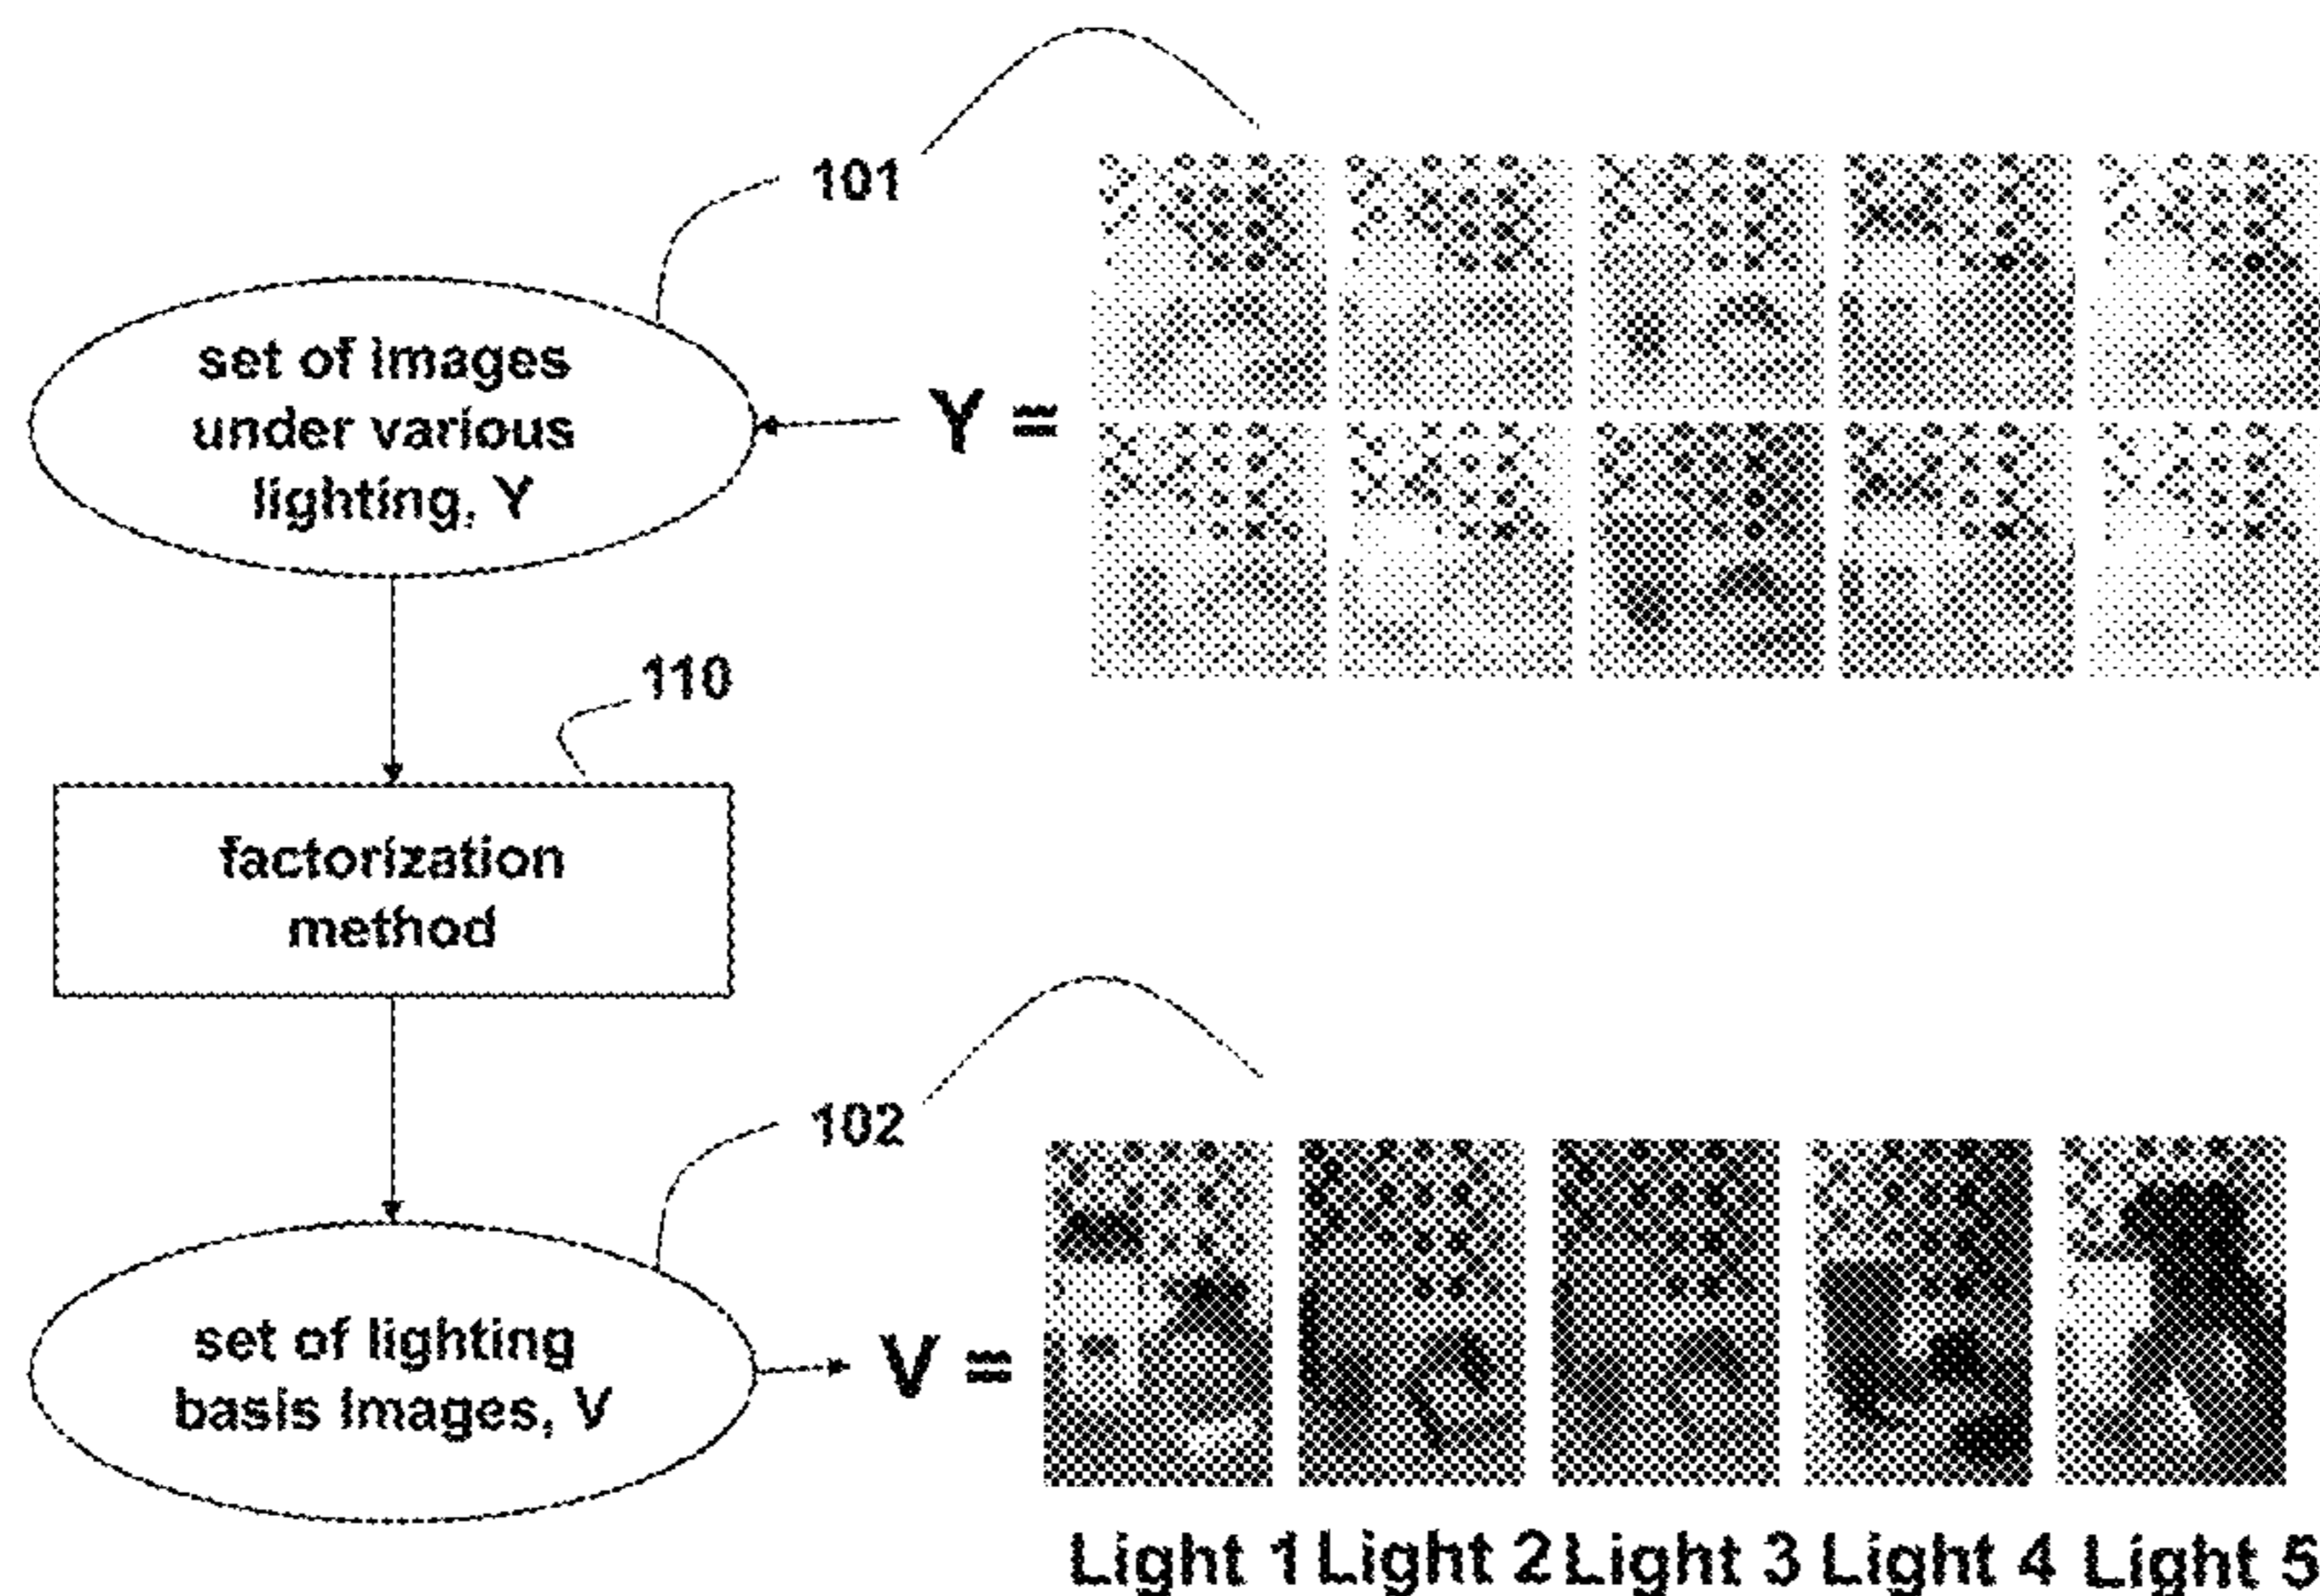 101
set of images
under various
lighting, Y
Y =
110
factorization
method
102
set of lighting
basis images, V
V =
Light 1 Light 2 Light 3 Light 4 Light 5